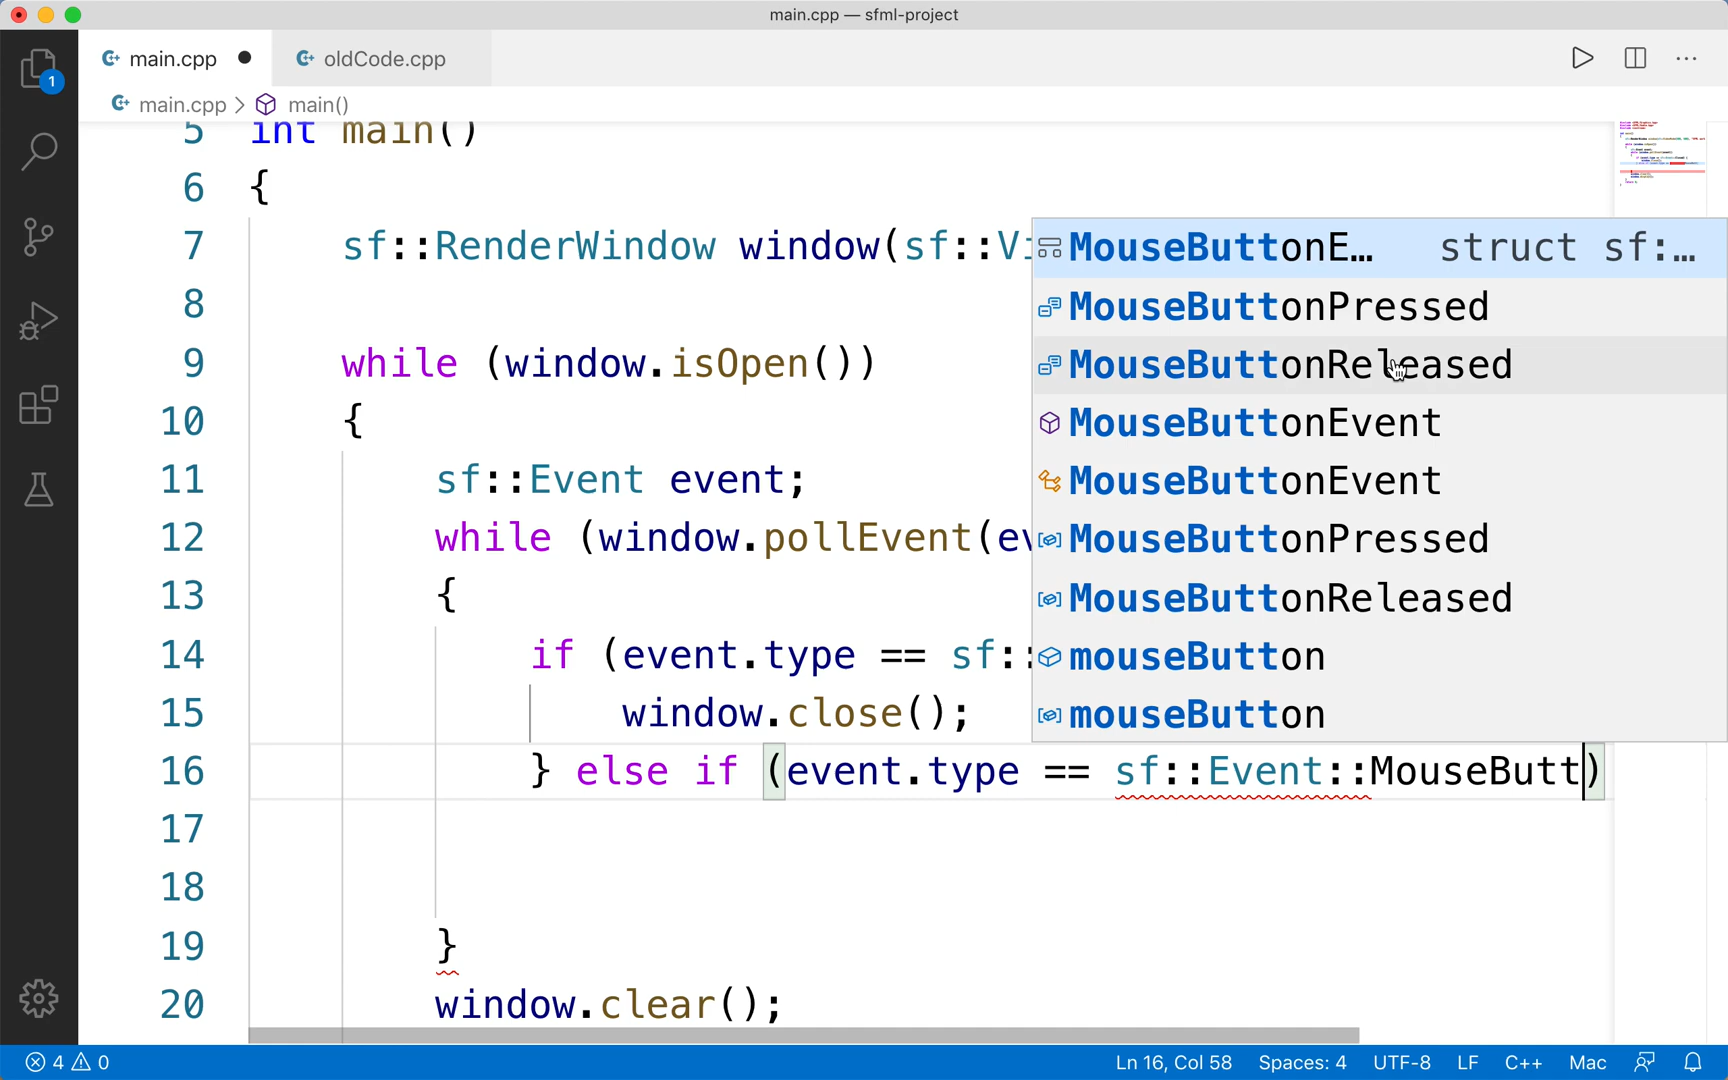 main.cpp — sfml-project
main.cpp
oldCode.cpp
1
main.cpp
main()
5 int main()
6 {
7 sf::RenderWindow window(sf::Vi
8
9 while (window.isOpen())
10 {
11 sf::Event event;
12 while (window.pollEvent(ev
13 {
14 if (event.type == sf::
15 window.close();
16 } else if (event.type == sf::Event::MouseButt)
17
18
19 }
20 window.clear();
MouseButtonE… struct sf:…
MouseButtonPressed
MouseButtonReleased
MouseButtonEvent
MouseButtonEvent
MouseButtonPressed
MouseButtonReleased
mouseButton
mouseButton
4 0 Ln 16, Col 58 Spaces: 4 UTF-8 LF C++ Mac